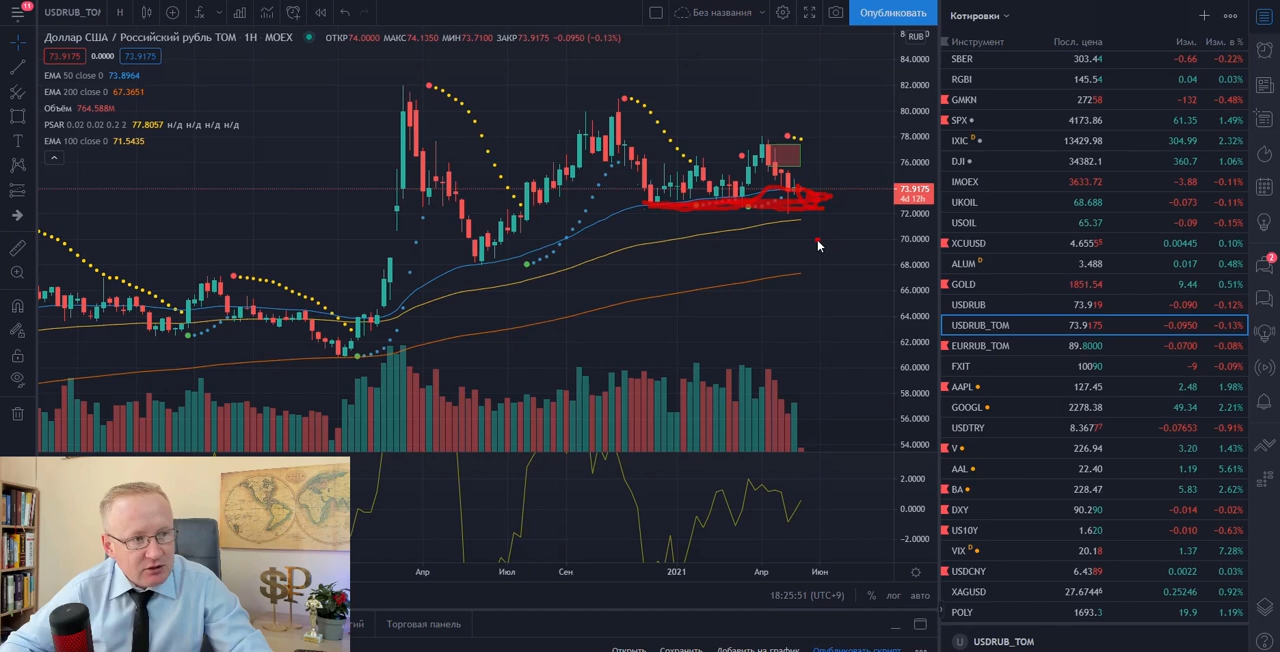 11
USDRUB_TOM
Н
Без названия
Опубликовать
Котировки
Доллар США / Российский рубль ТОМ · 1Н · MOEX
ОТКР74.0000 МАКС74.1350 МИН73.7100 ЗАКР73.9175 -0.0950 (-0.13%)
RUB
73.9175 0.0000 73.9175
EMA 50 close 0 73.8964
EMA 200 close 0 67.3651
Объём 764.588M
PSAR 0.02 0.02 0.2 2 77.8057 н/д н/д н/д н/д
EMA 100 close 0 71.5435
84.0000
82.0000
80.0000
78.0000
76.0000
73.9175
4d 12h
72.0000
70.0000
68.0000
66.0000
64.0000
62.0000
60.0000
58.0000
56.0000
54.0000
2.0000
0.0000
−2.0000
Апр Июл Сен 2021 Апр Июн
18:25:51 (UTC+9) % лог авто
Торговая панель
Открыть Сохранить Добавить на график Опубликовать скрипт
Инструмент Посл. цена Изм. Изм. в %
SBER 303.44 −0.66 −0.22%
RGBI 145.54 0.04 0.03%
GMKN 27258 −132 −0.48%
SPX 4173.86 61.35 1.49%
IXIC D 13429.98 304.99 2.32%
DJI 34382.1 360.7 1.06%
IMOEX 3633.72 −3.88 −0.11%
UKOIL 68.688 −0.073 −0.11%
USOIL 65.37 −0.09 −0.15%
XCUUSD 4.6555⁵ 0.00445 0.10%
ALUM D 3.488 0.017 0.48%
GOLD 1851.54 9.44 0.51%
USDRUB 73.919 −0.090 −0.12%
USDRUB_TOM 73.9175 −0.0950 −0.13%
EURRUB_TOM 89.8000 −0.0700 −0.08%
FXIT 10090 −9 −0.09%
AAPL 127.45 2.48 1.98%
GOOGL 2278.38 49.34 2.21%
USDTRY 8.3677⁷ −0.07653 −0.91%
V 226.94 3.20 1.43%
AAL 22.40 1.19 5.61%
BA 228.47 5.83 2.62%
DXY 90.290 −0.014 −0.02%
US10Y 1.620 −0.010 −0.63%
VIX D 20.18 1.37 7.28%
USDCNY 6.4389 0.0022 0.03%
XAGUSD 27.6744⁶ 0.25246 0.92%
POLY 1693.3 19.9 1.19%
U USDRUB_TOM
2